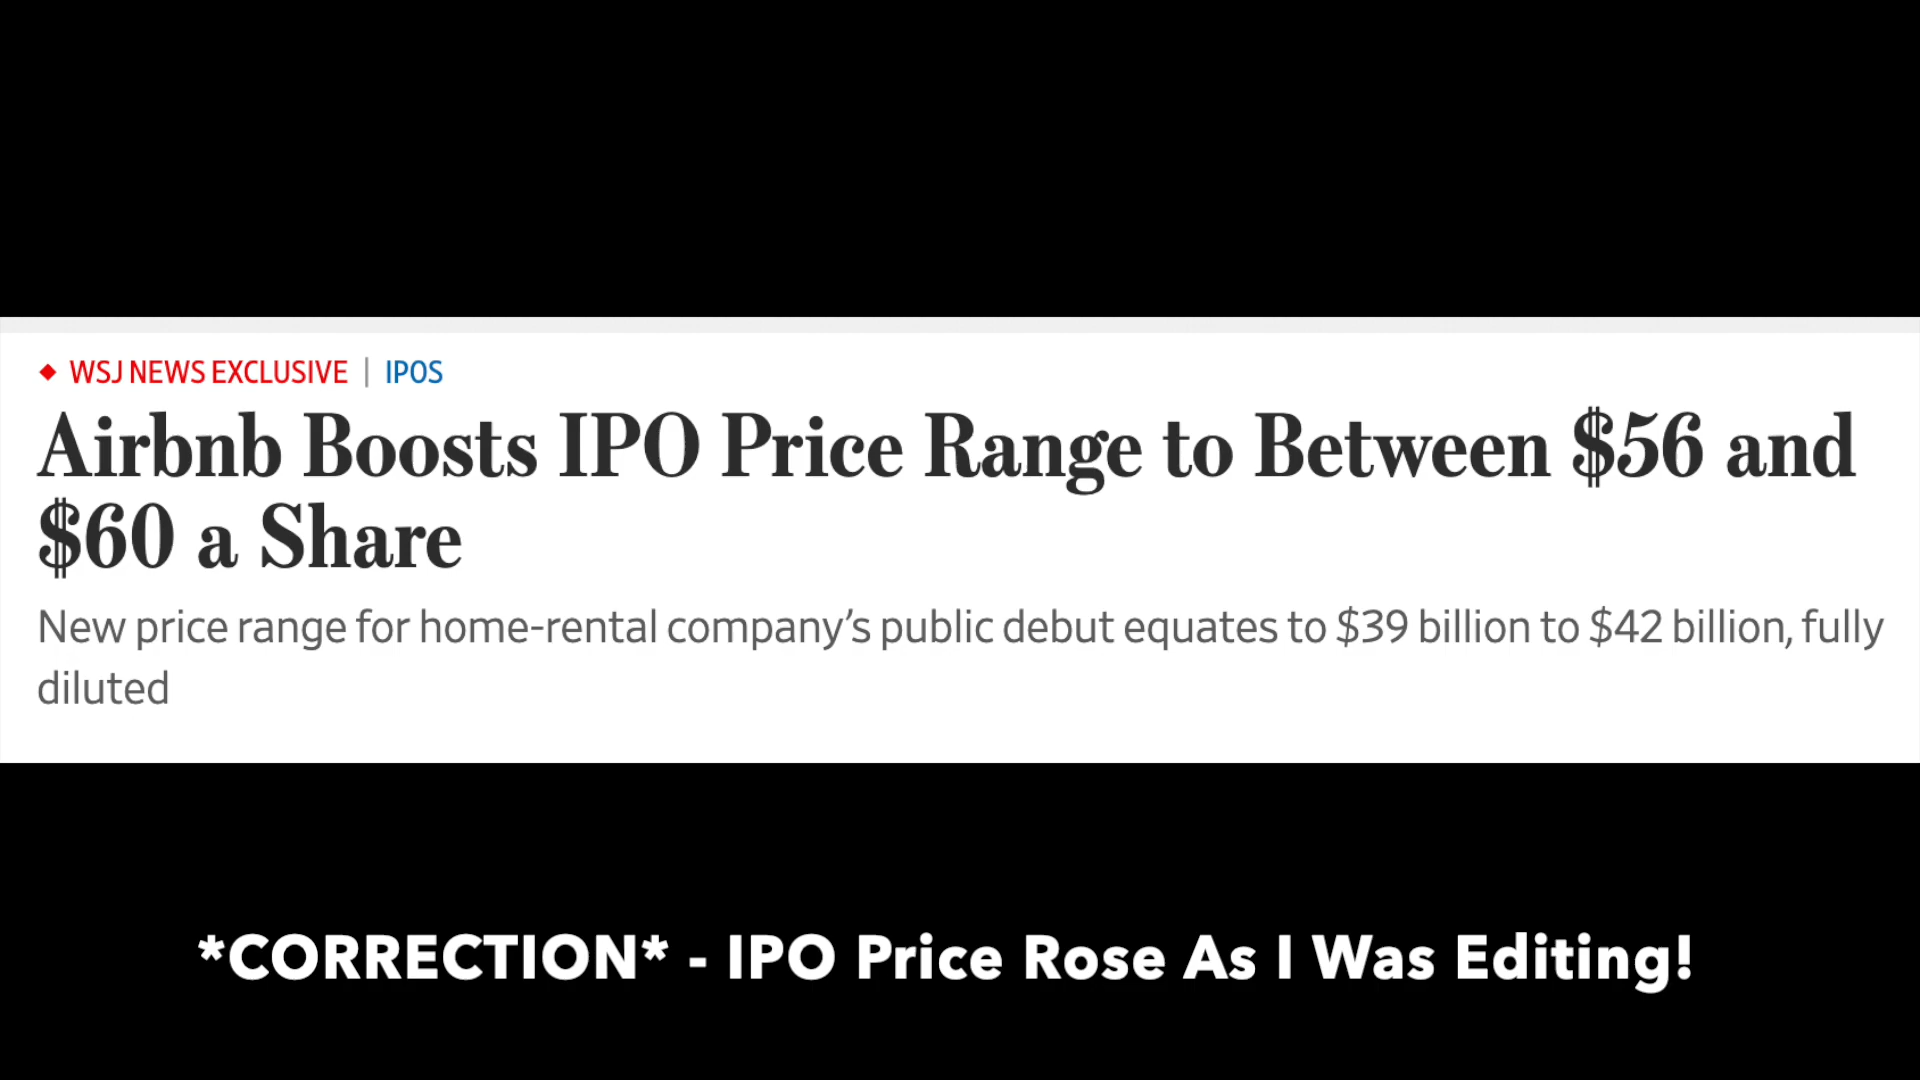 WSJ NEWS EXCLUSIVE | IPOS
Airbnb Boosts IPO Price Range to Between $56 and
$60 a Share
New price range for home-rental company’s public debut equates to $39 billion to $42 billion, fully
diluted
*CORRECTION* - IPO Price Rose As I Was Editing!